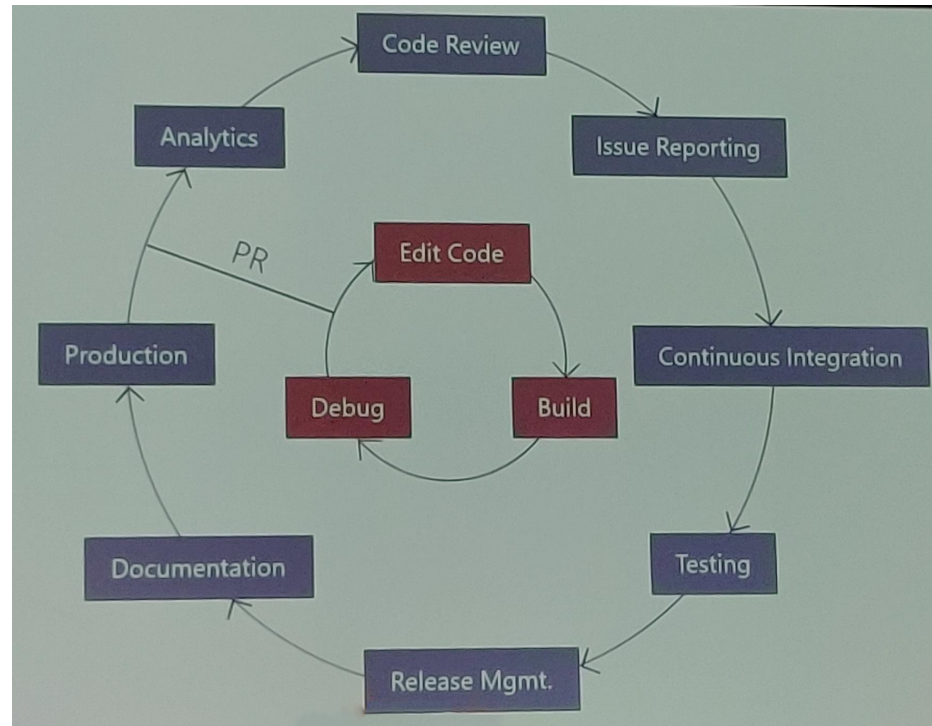 Code Review
Analytics
Issue Reporting
PR
Edit Code
Production
Continuous Integration
Debug
Build
Documentation
Testing
Release Mgmt.